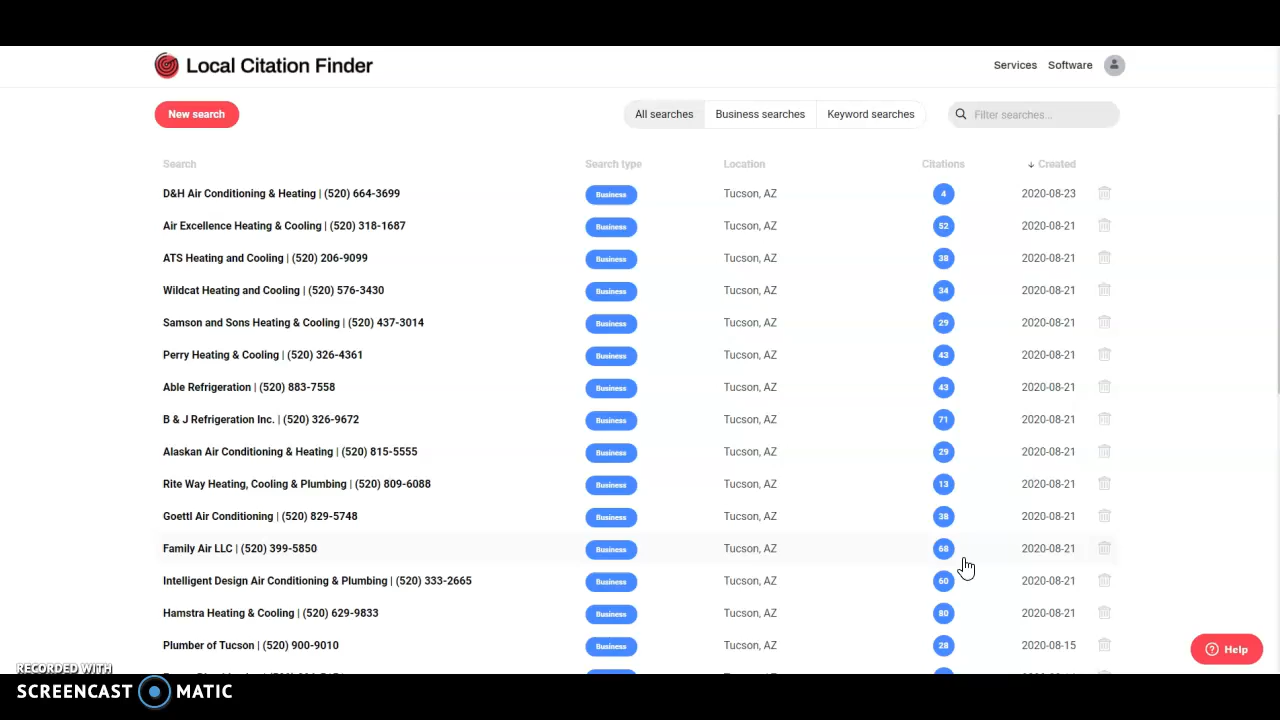 Local Citation Finder
Services Software
New search
All searches Business searches Keyword searches
Filter searches...
Search Search type Location Citations Created
D&H Air Conditioning & Heating | (520) 664-3699 Business Tucson, AZ 4 2020-08-23
Air Excellence Heating & Cooling | (520) 318-1687 Business Tucson, AZ 52 2020-08-21
ATS Heating and Cooling | (520) 206-9099 Business Tucson, AZ 38 2020-08-21
Wildcat Heating and Cooling | (520) 576-3430 Business Tucson, AZ 34 2020-08-21
Samson and Sons Heating & Cooling | (520) 437-3014 Business Tucson, AZ 29 2020-08-21
Perry Heating & Cooling | (520) 326-4361 Business Tucson, AZ 43 2020-08-21
Able Refrigeration | (520) 883-7558 Business Tucson, AZ 43 2020-08-21
B & J Refrigeration Inc. | (520) 326-9672 Business Tucson, AZ 71 2020-08-21
Alaskan Air Conditioning & Heating | (520) 815-5555 Business Tucson, AZ 29 2020-08-21
Rite Way Heating, Cooling & Plumbing | (520) 809-6088 Business Tucson, AZ 13 2020-08-21
Goettl Air Conditioning | (520) 829-5748 Business Tucson, AZ 38 2020-08-21
Family Air LLC | (520) 399-5850 Business Tucson, AZ 68 2020-08-21
Intelligent Design Air Conditioning & Plumbing | (520) 333-2665 Business Tucson, AZ 60 2020-08-21
Hamstra Heating & Cooling | (520) 629-9833 Business Tucson, AZ 80 2020-08-21
Plumber of Tucson | (520) 900-9010 Business Tucson, AZ 28 2020-08-15
Help
RECORDED WITH
SCREENCAST MATIC